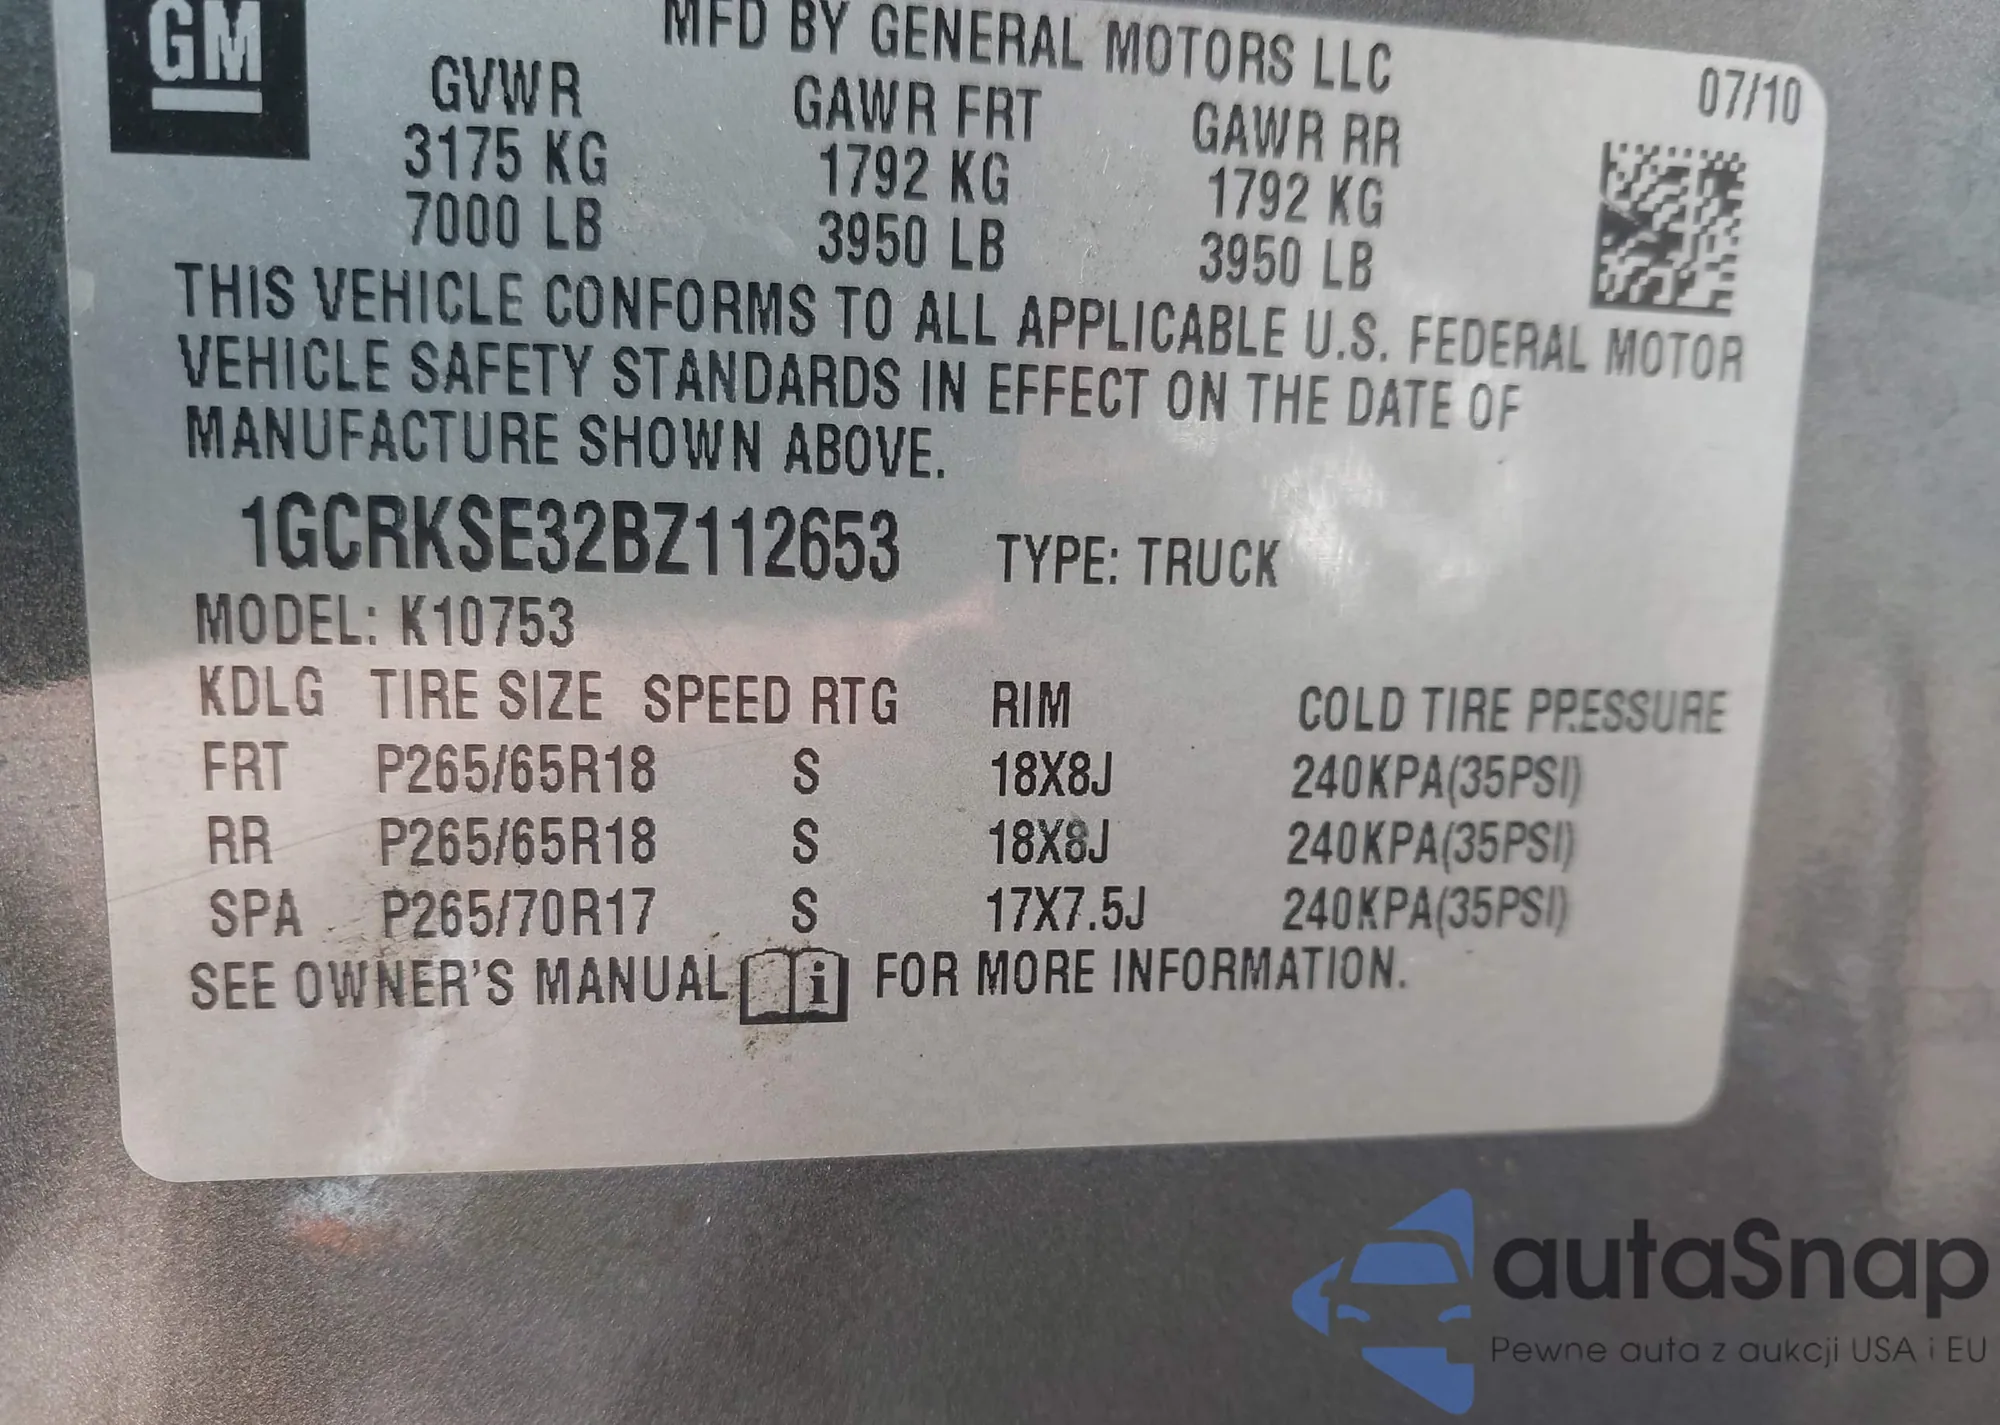 GM
MFD BY GENERAL MOTORS LLC
07/10
GVWR GAWR FRT GAWR RR
3175 KG 1792 KG 1792 KG
7000 LB 3950 LB 3950 LB
THIS VEHICLE CONFORMS TO ALL APPLICABLE U.S. FEDERAL MOTOR
VEHICLE SAFETY STANDARDS IN EFFECT ON THE DATE OF
MANUFACTURE SHOWN ABOVE.
1GCRKSE32BZ112653 TYPE: TRUCK
MODEL: K10753
KDLG TIRE SIZE SPEED RTG RIM COLD TIRE PRESSURE
FRT P265/65R18 S 18X8J 240KPA(35PSI)
RR P265/65R18 S 18X8J 240KPA(35PSI)
SPA P265/70R17 S 17X7.5J 240KPA(35PSI)
SEE OWNER'S MANUAL i FOR MORE INFORMATION.
autaSnap
Pewne auta z aukcji USA i EU